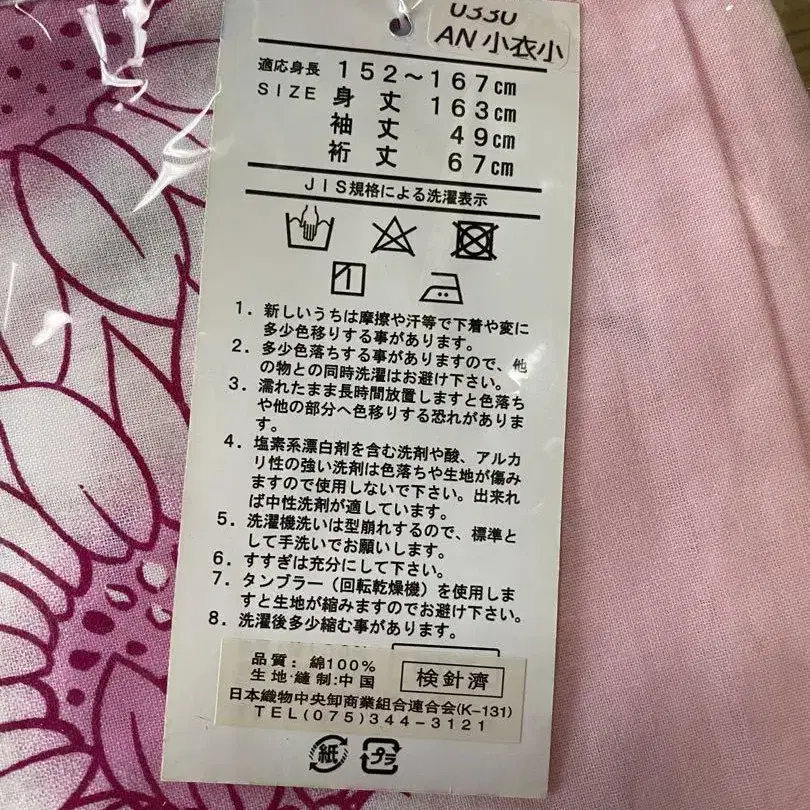 0330
AN 小衣小
適応身長 152〜167cm
SIZE 身丈 163cm
袖丈 49cm
裄丈 67cm
JIS規格による洗濯表示
1. 新しいうちは摩擦や汗等で下着や変に
多少色移りする事があります。
2. 多少色落ちする事がありますので、他
の物との同時洗濯はお避け下さい。
3. 濡れたまま長時間放置しますと色落ち
や他の部分へ色移りする恐れがありま
す。
4. 塩素系漂白剤を含む洗剤や酸、アルカ
リ性の強い洗剤は色落ちや生地が傷み
ますので使用しないで下さい。出来れ
ば中性洗剤が適しています。
5. 洗濯機洗いは型崩れするので、標準と
して手洗いでお願いします。
6. すすぎは充分にして下さい。
7. タンブラー（回転乾燥機）を使用しま
すと生地が縮みますのでお避け下さい。
8. 洗濯後多少縮む事があります。
品質：綿100%
生地・縫制：中国
検針済
日本織物中央卸商業組合連合会(K-131)
TEL(075)344-3121
紙 プラ